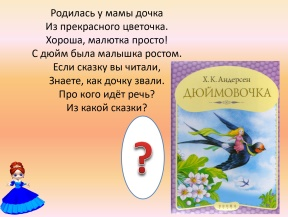 Родилась у мамы дочка
Из прекрасного цветочка.
Хороша, малютка просто!
С дюйм была малышка ростом.
Если сказку вы читали,
Знаете, как дочку звали.
Про кого идёт речь?
Из какой сказки?
Х. К. Андерсен
ДЮЙМОВОЧКА
?